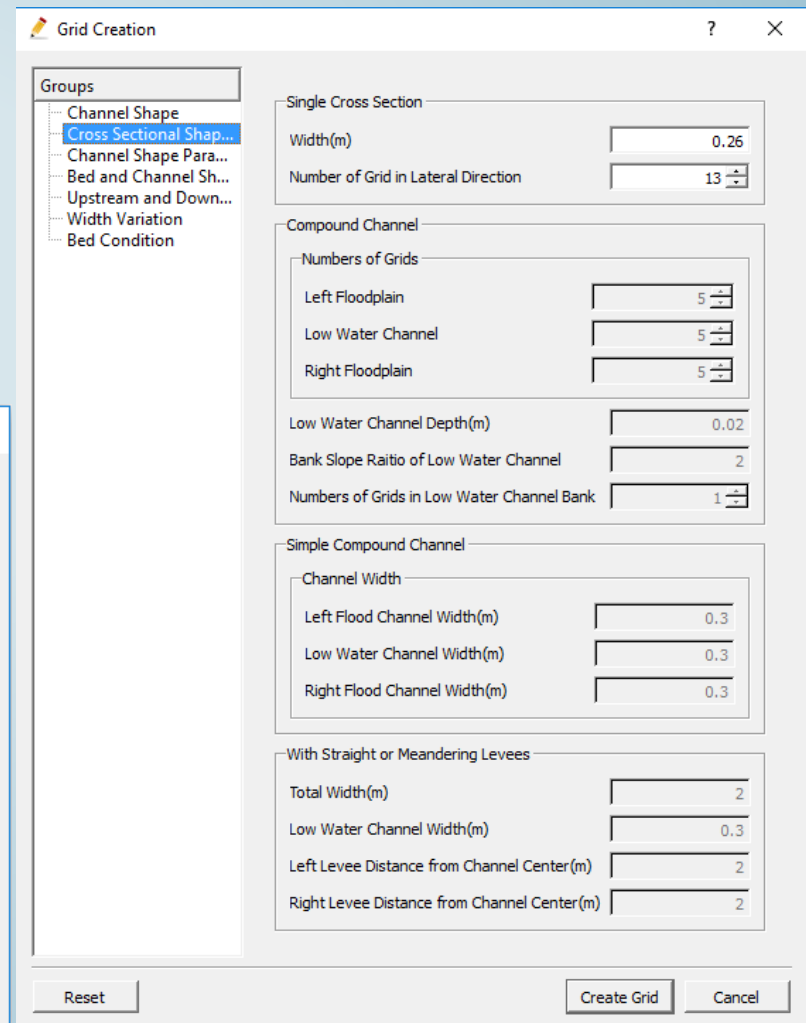 Grid Creation
?
Groups
Channel Shape
Cross Sectional Shap...
Channel Shape Para...
Bed and Channel Sh...
Upstream and Down...
Width Variation
Bed Condition
Single Cross Section
Width(m) 0.26
Number of Grid in Lateral Direction 13
Compound Channel
Numbers of Grids
Left Floodplain 5
Low Water Channel 5
Right Floodplain 5
Low Water Channel Depth(m) 0.02
Bank Slope Raitio of Low Water Channel 2
Numbers of Grids in Low Water Channel Bank 1
Simple Compound Channel
Channel Width
Left Flood Channel Width(m) 0.3
Low Water Channel Width(m) 0.3
Right Flood Channel Width(m) 0.3
With Straight or Meandering Levees
Total Width(m) 2
Low Water Channel Width(m) 0.3
Left Levee Distance from Channel Center(m) 2
Right Levee Distance from Channel Center(m) 2
Reset Create Grid Cancel